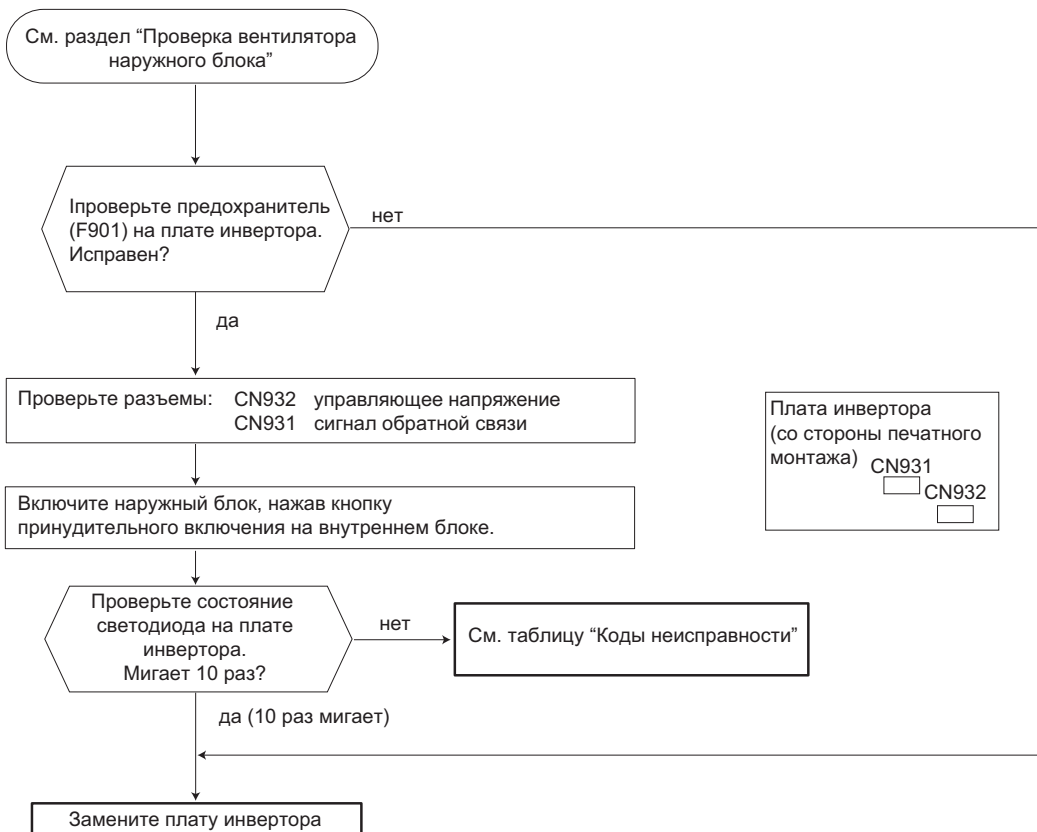 См. раздел “Проверка вентилятора
наружного блока”
Iпроверьте предохранитель
(F901) на плате инвертора.
Исправен?
нет
да
Проверьте разъемы: CN932 управляющее напряжение
CN931 сигнал обратной связи
Плата инвертора
(со стороны печатного
монтажа)
CN931
CN932
Включите наружный блок, нажав кнопку
принудительного включения на внутреннем блоке.
Проверьте состояние
светодиода на плате
инвертора.
Мигает 10 раз?
нет
См. таблицу “Коды неисправности”
да (10 раз мигает)
Замените плату инвертора